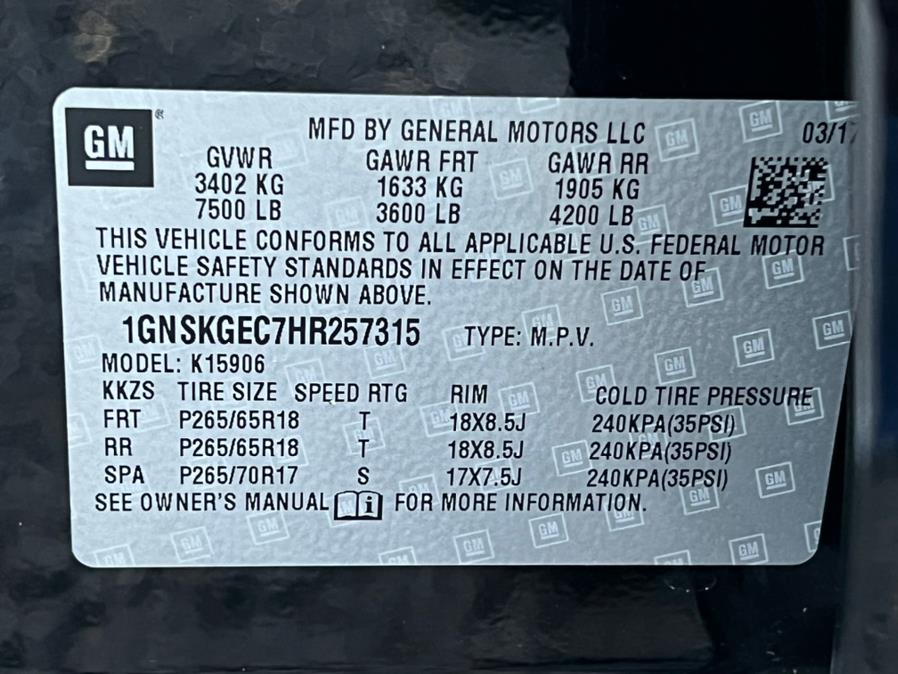 GM®
MFD BY GENERAL MOTORS LLC 03/17
GVWR GAWR FRT GAWR RR
3402 KG 1633 KG 1905 KG
7500 LB 3600 LB 4200 LB
THIS VEHICLE CONFORMS TO ALL APPLICABLE U.S. FEDERAL MOTOR
VEHICLE SAFETY STANDARDS IN EFFECT ON THE DATE OF
MANUFACTURE SHOWN ABOVE.
1GNSKGEC7HR257315 TYPE: M.P.V.
MODEL: K15906
KKZS TIRE SIZE SPEED RTG RIM COLD TIRE PRESSURE
FRT P265/65R18 T 18X8.5J 240KPA(35PSI)
RR P265/65R18 T 18X8.5J 240KPA(35PSI)
SPA P265/70R17 S 17X7.5J 240KPA(35PSI)
SEE OWNER'S MANUAL i FOR MORE INFORMATION.